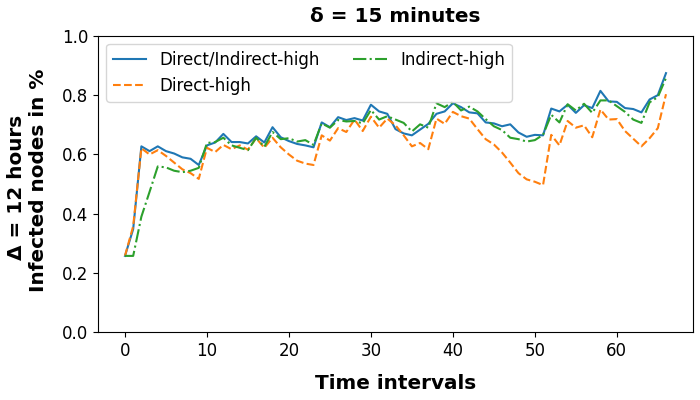 δ = 15 minutes
Δ = 12 hours
Infected nodes in %
1.0
0.8
0.6
0.4
0.2
0.0
Direct/Indirect-high
Direct-high
Indirect-high
0 10 20 30 40 50 60
Time intervals